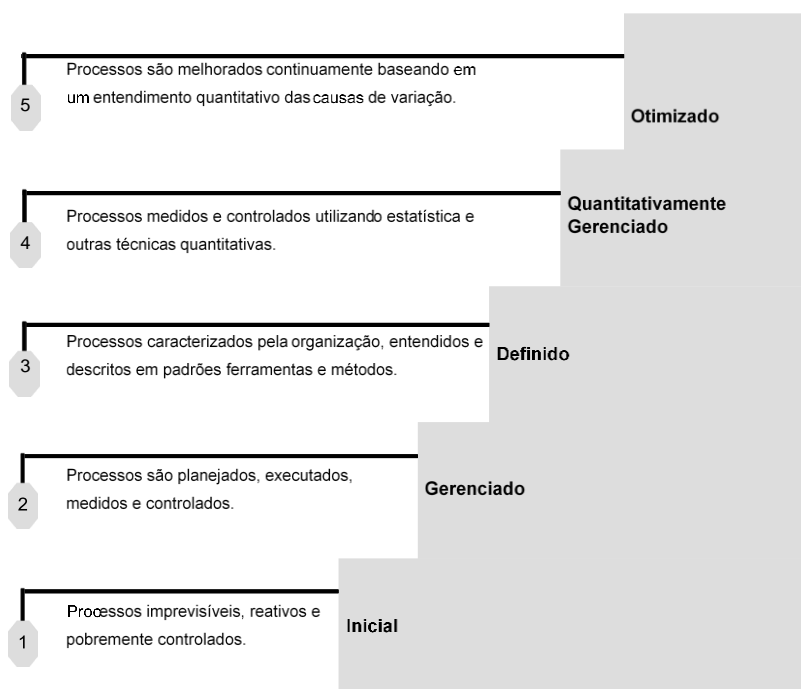 Processos são melhorados continuamente baseando em
um entendimento quantitativo das causas de variação.
5
Otimizado
Processos medidos e controlados utilizando estatística e
outras técnicas quantitativas.
4
Quantitativamente
Gerenciado
Processos caracterizados pela organização, entendidos e
descritos em padrões ferramentas e métodos.
3
Definido
Processos são planejados, executados,
medidos e controlados.
2
Gerenciado
Processos imprevisíveis, reativos e
pobremente controlados.
1
Inicial